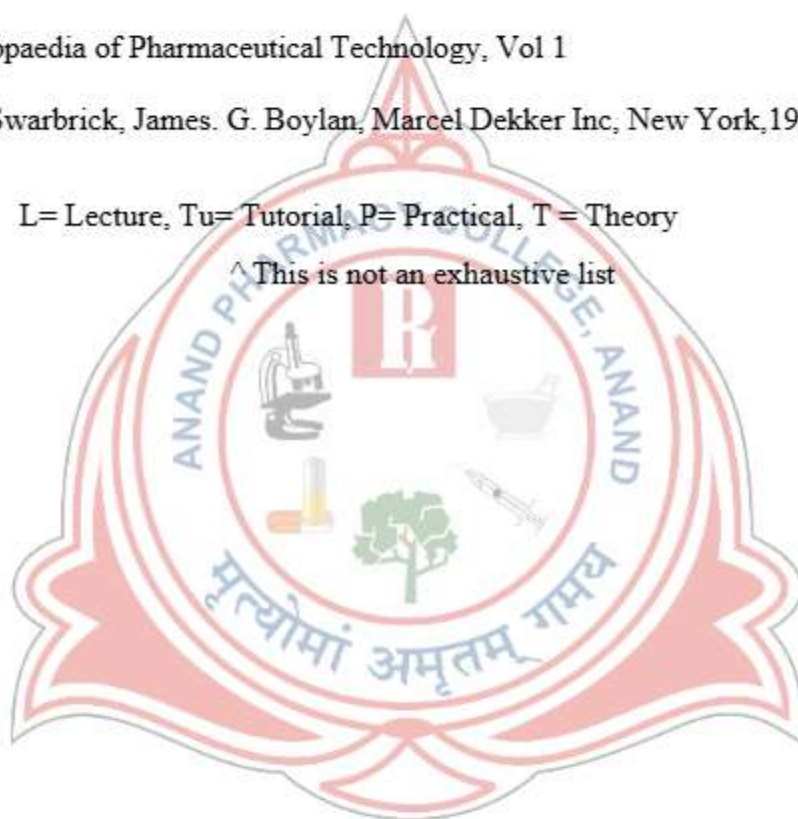 opaedia of Pharmaceutical Technology, Vol 1
Swarbrick, James. G. Boylan, Marcel Dekker Inc, New York,19
L= Lecture, Tu= Tutorial, P= Practical, T = Theory
^ This is not an exhaustive list
ANAND PHARMACY COLLEGE, ANAND
मृत्योर्मा अमृतम् गमय